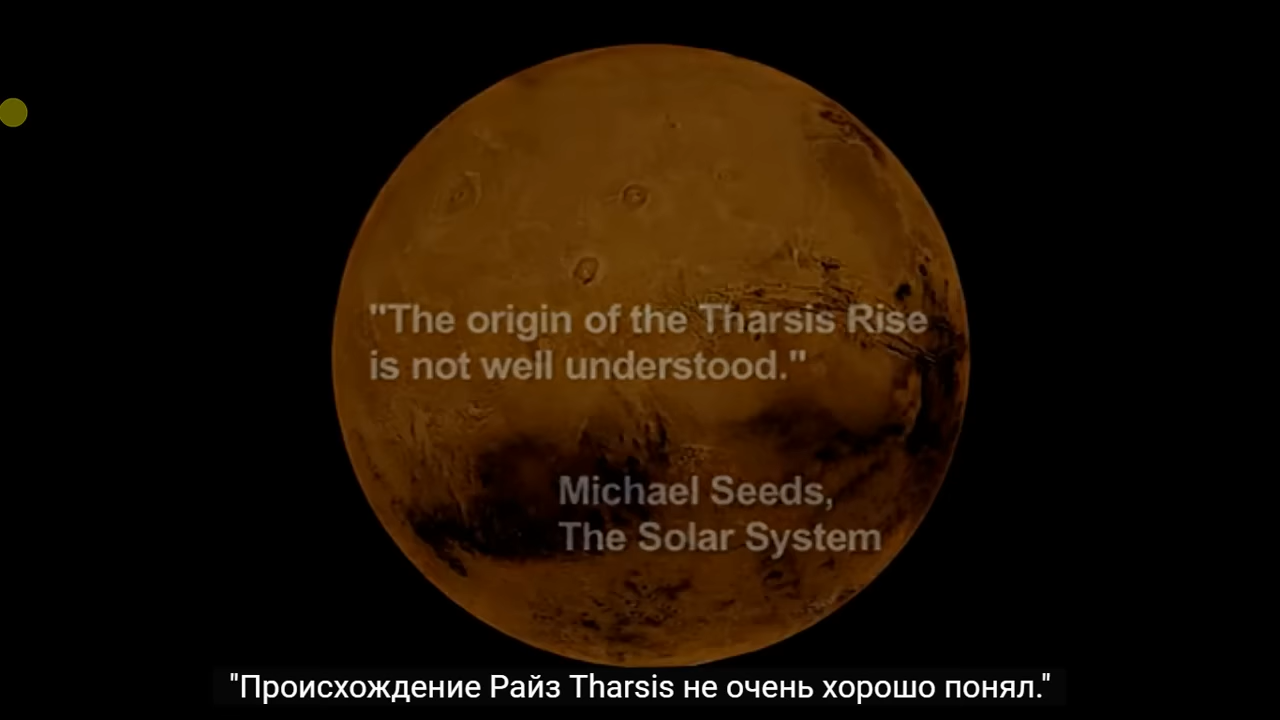 "The origin of the Tharsis Rise
is not well understood."
Michael Seeds,
The Solar System
"Происхождение Райз Tharsis не очень хорошо понял."